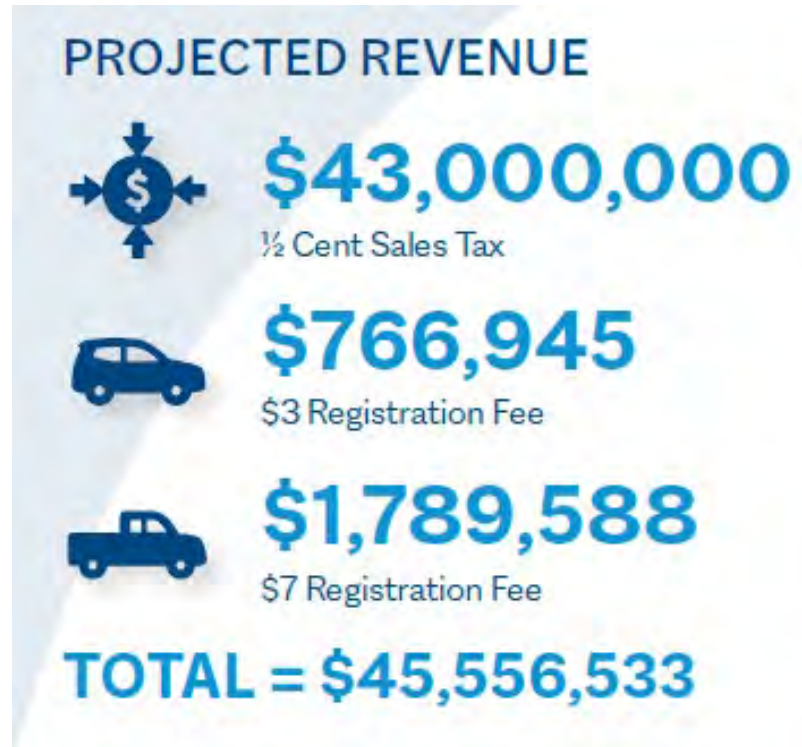 PROJECTED REVENUE
$
$43,000,000
½ Cent Sales Tax
$766,945
$3 Registration Fee
$1,789,588
$7 Registration Fee
TOTAL = $45,556,533